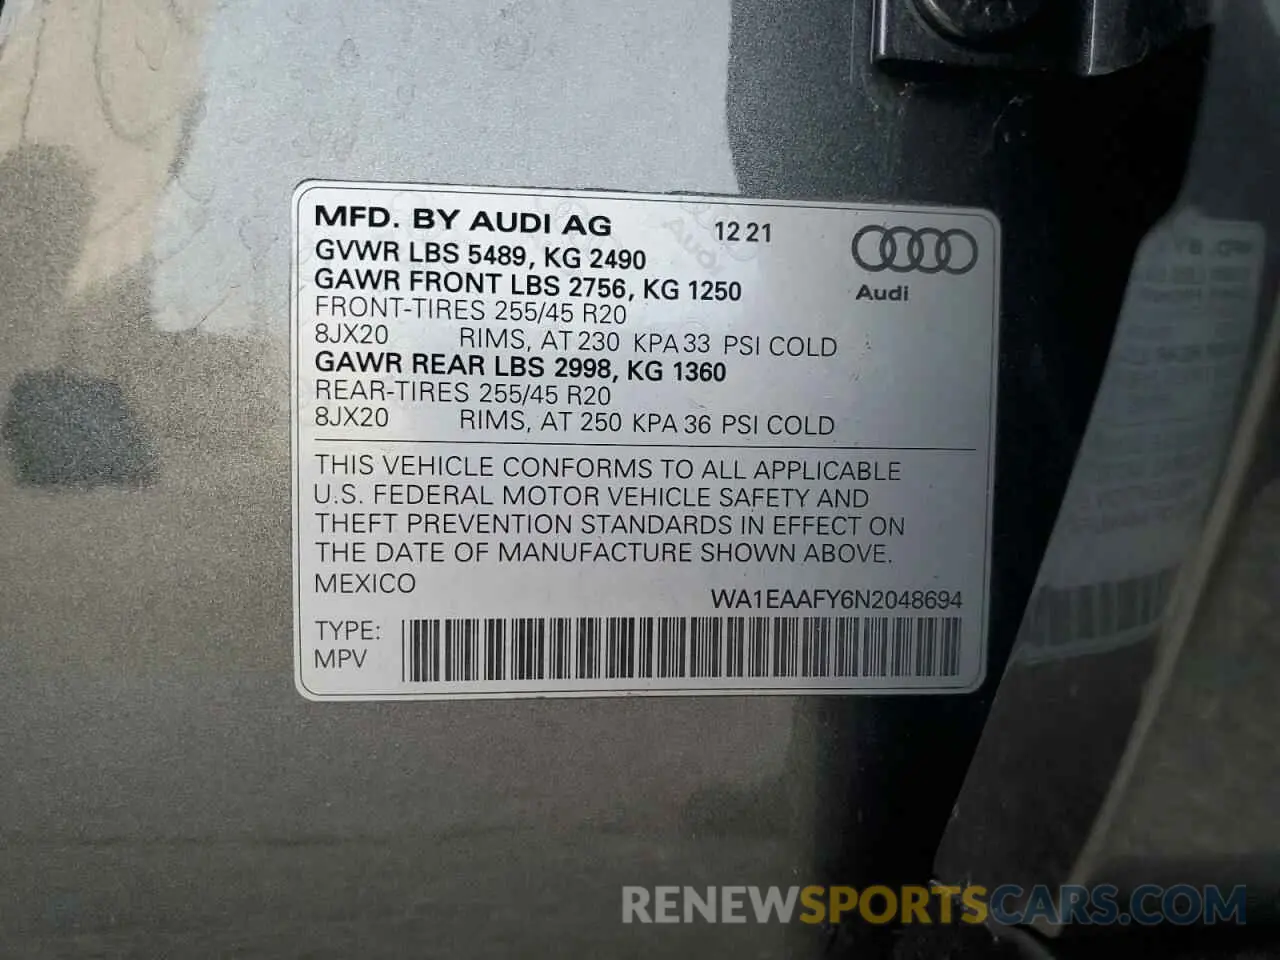 MFD. BY AUDI AG 12 21
GVWR LBS 5489, KG 2490
GAWR FRONT LBS 2756, KG 1250
Audi
FRONT-TIRES 255/45 R20
8JX20 RIMS, AT 230 KPA 33 PSI COLD
GAWR REAR LBS 2998, KG 1360
REAR-TIRES 255/45 R20
8JX20 RIMS, AT 250 KPA 36 PSI COLD
THIS VEHICLE CONFORMS TO ALL APPLICABLE
U.S. FEDERAL MOTOR VEHICLE SAFETY AND
THEFT PREVENTION STANDARDS IN EFFECT ON
THE DATE OF MANUFACTURE SHOWN ABOVE.
MEXICO
WA1EAAFY6N2048694
TYPE:
MPV
RENEWSPORTSCARS.COM